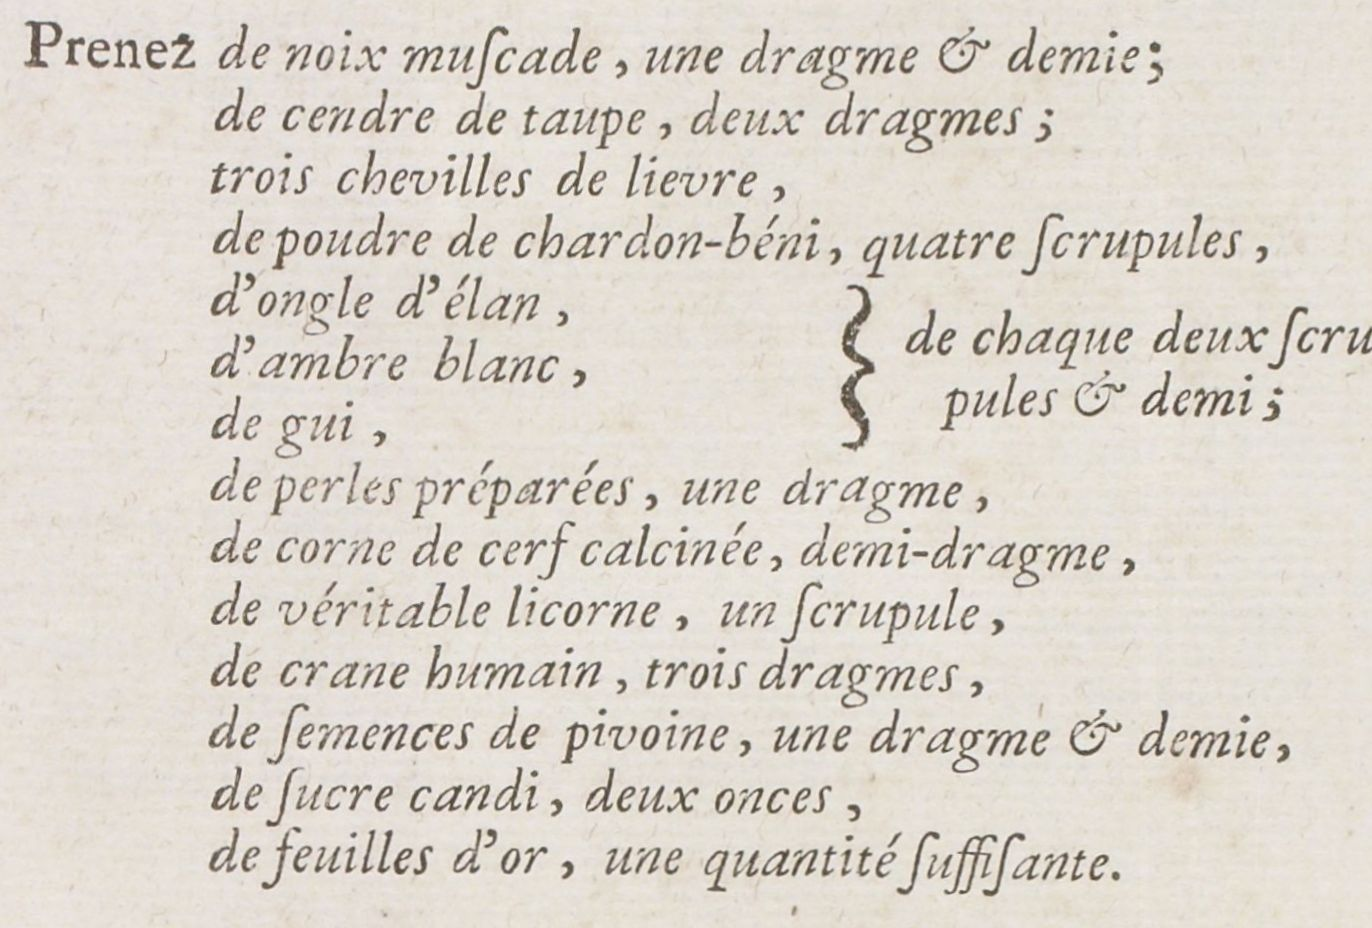 Prenez de noix muſcade, une dragme & demie;
de cendre de taupe, deux dragmes;
trois chevilles de lievre,
de poudre de chardon-béni, quatre ſcrupules,
d'ongle d'élan,
d'ambre blanc,
de gui,
de chaque deux ſcru
pules & demi;
de perles préparées, une dragme,
de corne de cerf calcinée, demi-dragme,
de véritable licorne, un ſcrupule,
de crane humain, trois dragmes,
de ſemences de pivoine, une dragme & demie,
de ſucre candi, deux onces,
de feuilles d'or, une quantité ſuffiſante.